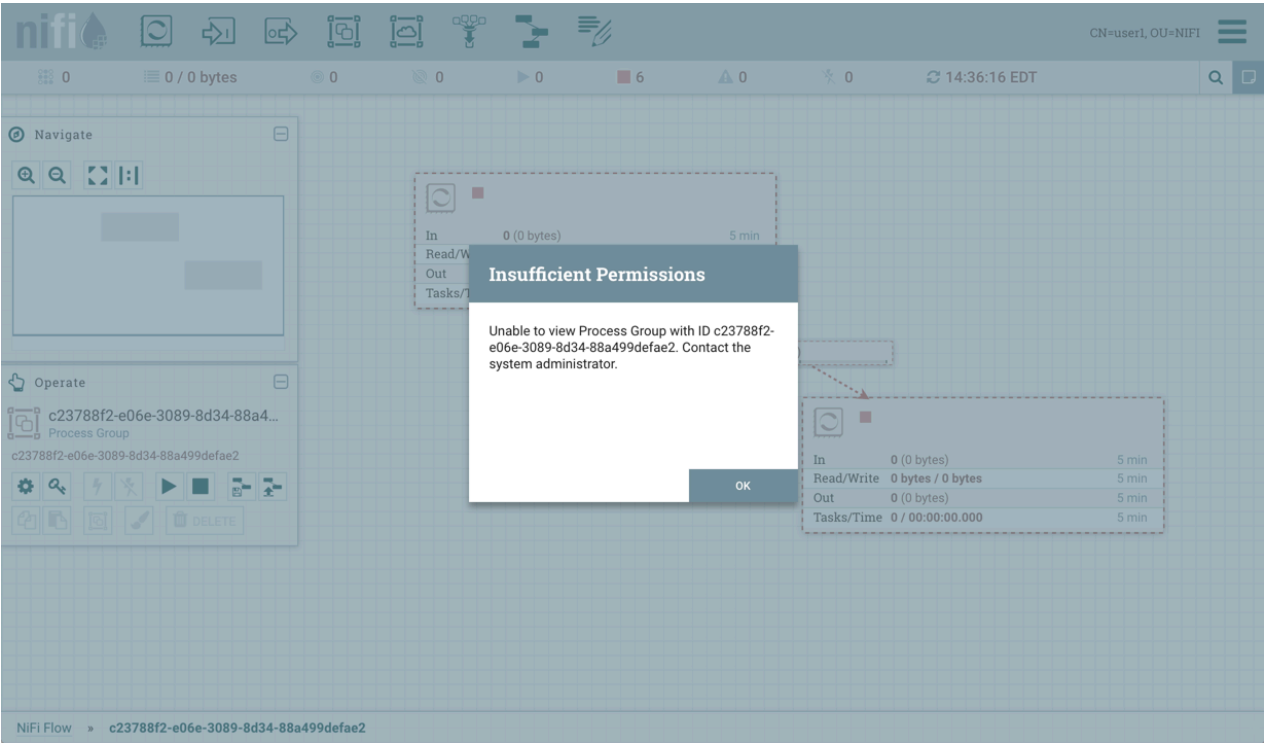 nifi
CN=user1, OU=NIFI
0
0 / 0 bytes
0
0
0
6
0
0
14:36:16 EDT
Navigate
In 0 (0 bytes) 5 min
Read/W
Out
Tasks/T
Insufficient Permissions
Unable to view Process Group with ID c23788f2-
e06e-3089-8d34-88a499defae2. Contact the
system administrator.
OK
Operate
c23788f2-e06e-3089-8d34-88a4...
Process Group
c23788f2-e06e-3089-8d34-88a499defae2
DELETE
In 0 (0 bytes) 5 min
Read/Write 0 bytes / 0 bytes 5 min
Out 0 (0 bytes) 5 min
Tasks/Time 0 / 00:00:00.000 5 min
NiFi Flow » c23788f2-e06e-3089-8d34-88a499defae2